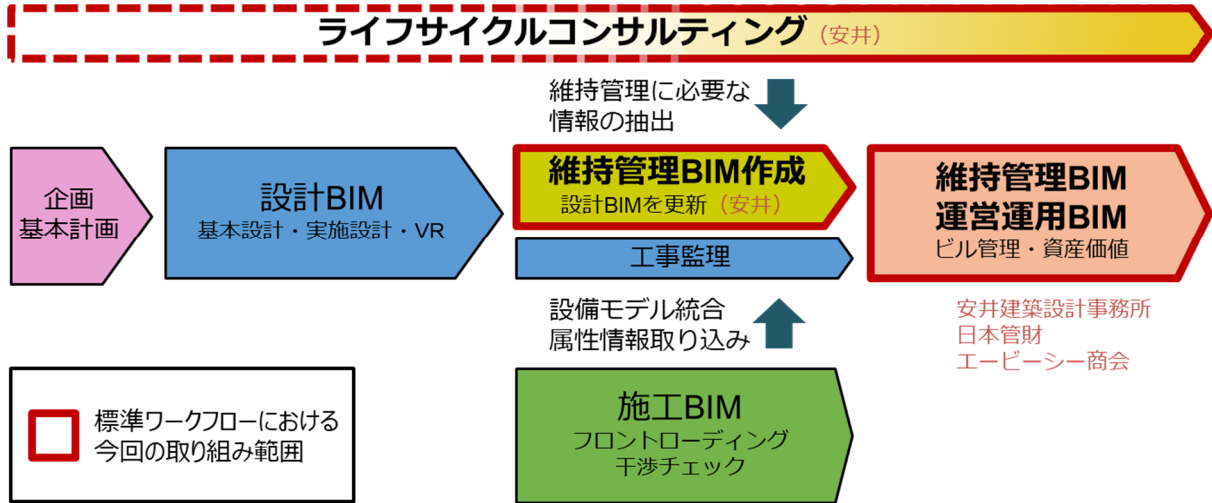 ライフサイクルコンサルティング（安井）
維持管理に必要な
情報の抽出
企画
基本計画
設計BIM
基本設計・実施設計・VR
維持管理BIM作成
設計BIMを更新（安井）
工事監理
維持管理BIM
運営運用BIM
ビル管理・資産価値
設備モデル統合
属性情報取り込み
安井建築設計事務所
日本管財
エービーシー商会
標準ワークフローにおける
今回の取り組み範囲
施工BIM
フロントローディング
干渉チェック